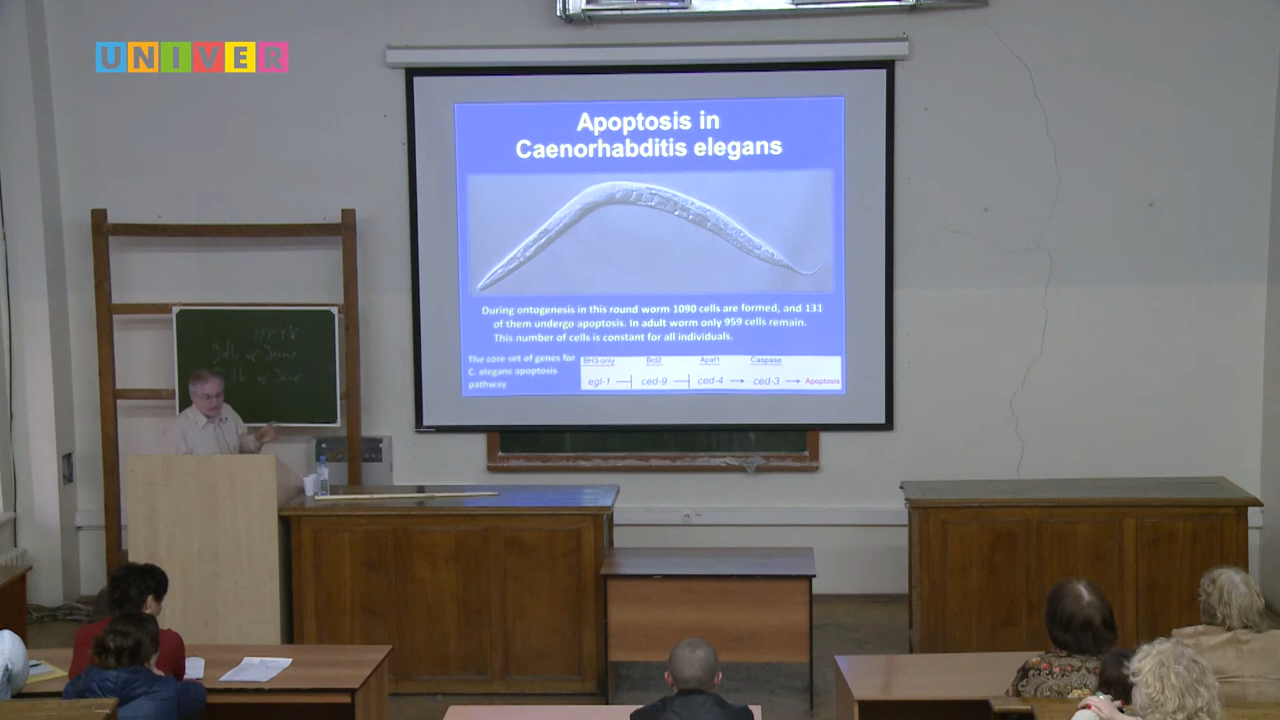 UNIVER
Apoptosis in
Caenorhabditis elegans
During ontogenesis in this round worm 1090 cells are formed, and 131
of them undergo apoptosis. In adult worm only 959 cells remain.
This number of cells is constant for all individuals.
The core set of genes for
C. elegans apoptosis
pathway
BH3-only Bcl2 Apaf1 Caspase
egl-1 ced-9 ced-4 ced-3 Apoptosis